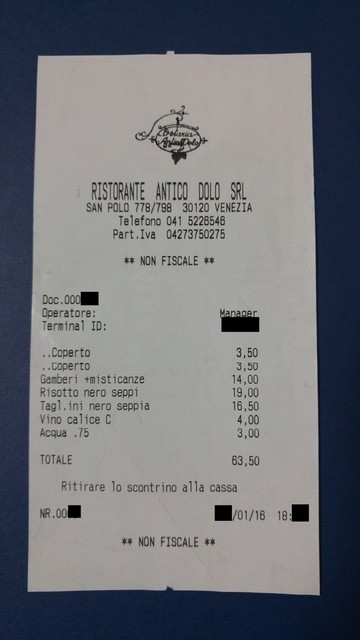 Ostaria
Antico Dolo
RISTORANTE ANTICO DOLO SRL
SAN POLO 778/798 30120 VENEZIA
Telefono 041 5226546
Part.Iva 04273750275
** NON FISCALE **
Doc.000
Operatore: Manager
Terminal ID:
..Coperto 3,50
..Coperto 3,50
Gamberi +misticanze 14,00
Risotto nero seppi 19,00
Tagl.ini nero seppia 16,50
Vino calice C 4,00
Acqua .75 3,00
TOTALE 63,50
Ritirare lo scontrino alla cassa
NR.00 /01/16 18:
** NON FISCALE **